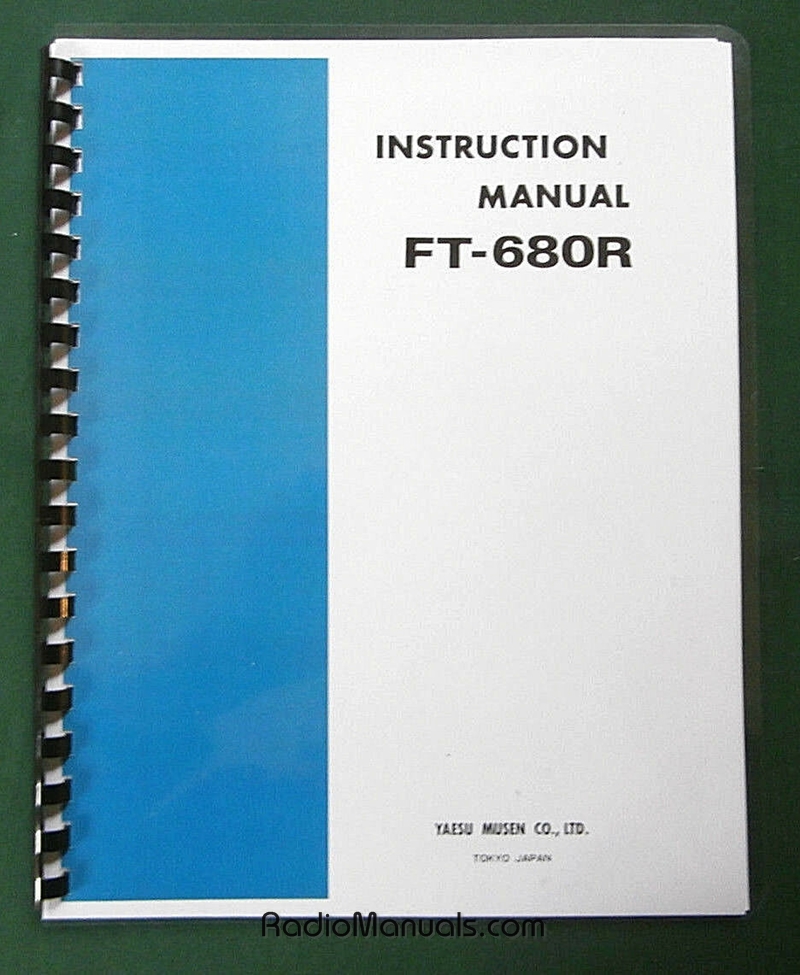 INSTRUCTION
MANUAL
FT-680R
YAESU MUSEN CO., LTD.
TOKYO JAPAN
RadioManuals.com